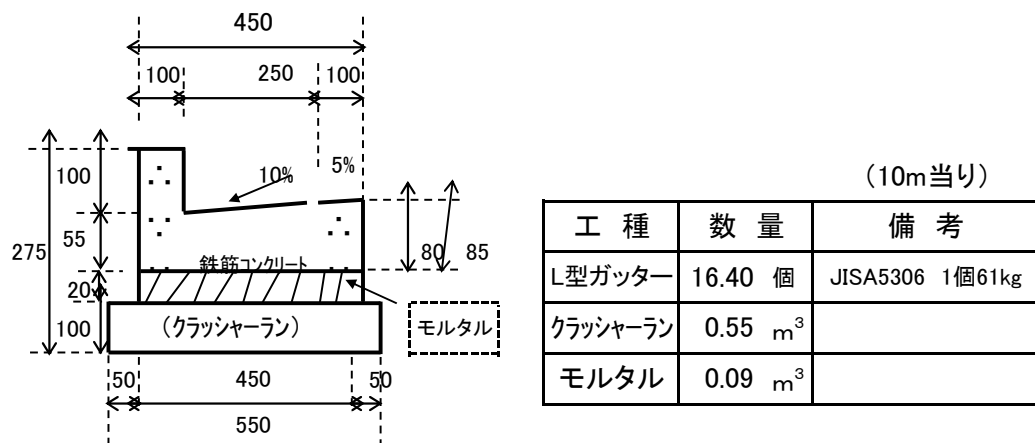 450
100 250 100
10% 5%
100
275
55
80 85
鉄筋コンクリート
20
100
(クラッシャーラン)
モルタル
50 450 50
550
(10m当り)
工 種 数 量 備 考
L型ガッター 16.40 個 JISA5306 1個61kg
クラッシャーラン 0.55 m³
モルタル 0.09 m³